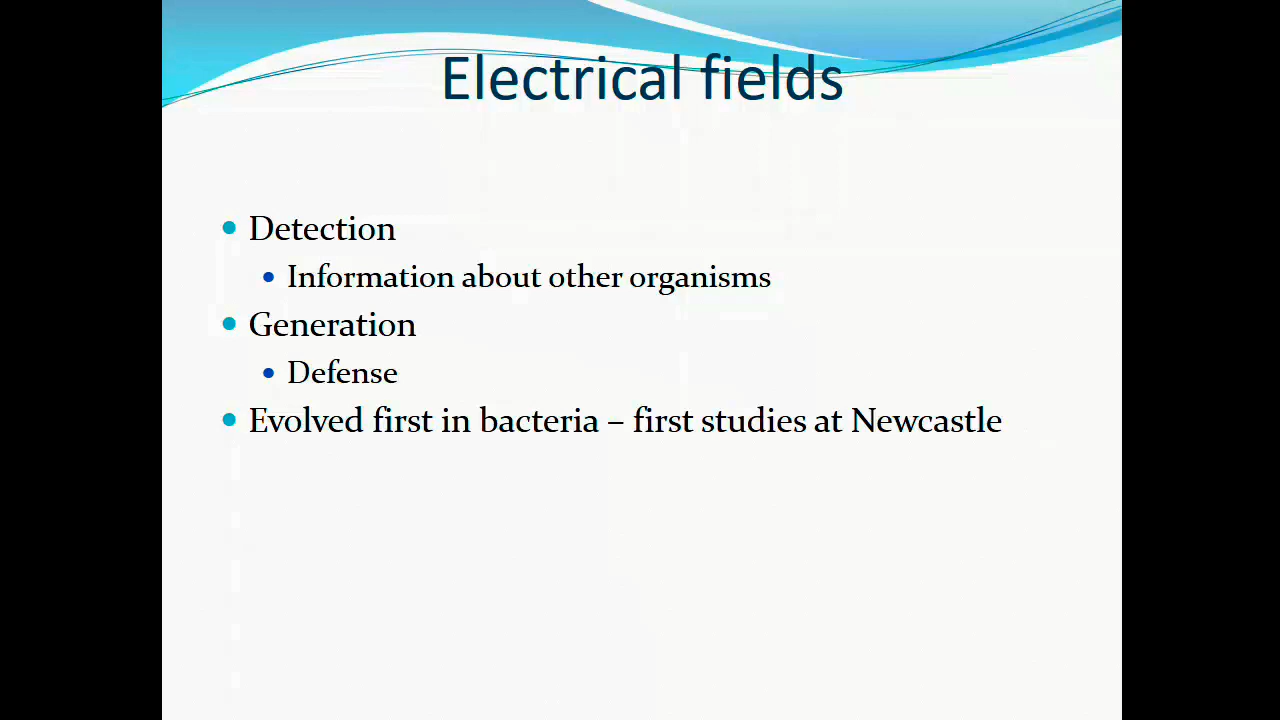 Electrical fields
Detection
Information about other organisms
Generation
Defense
Evolved first in bacteria – first studies at Newcastle